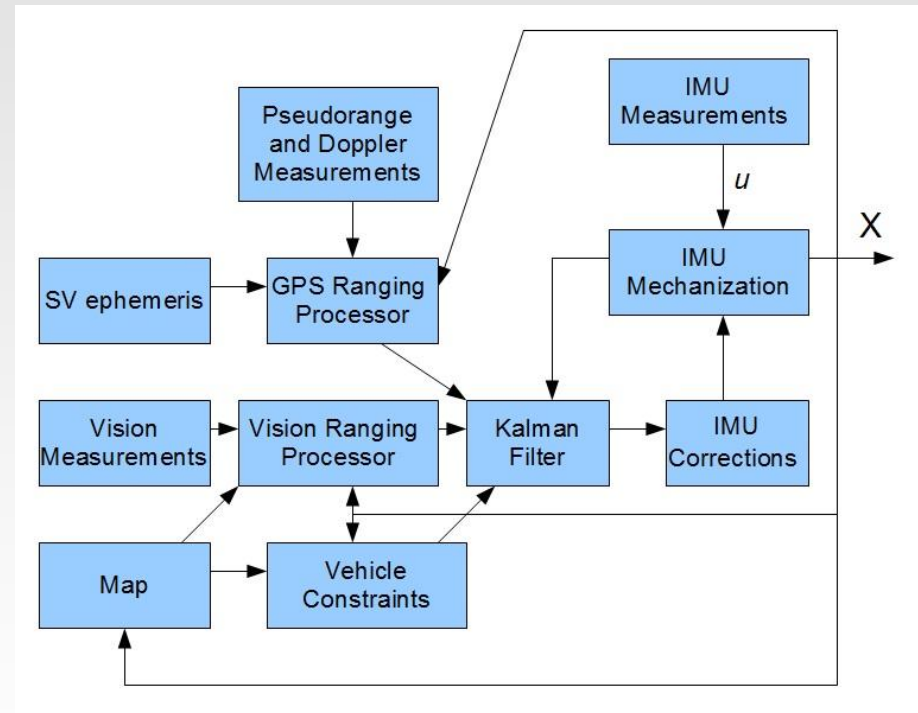 Pseudorange
and Doppler
Measurements
IMU
Measurements
u
X
SV ephemeris
GPS Ranging
Processor
IMU
Mechanization
Vision
Measurements
Vision Ranging
Processor
Kalman
Filter
IMU
Corrections
Map
Vehicle
Constraints